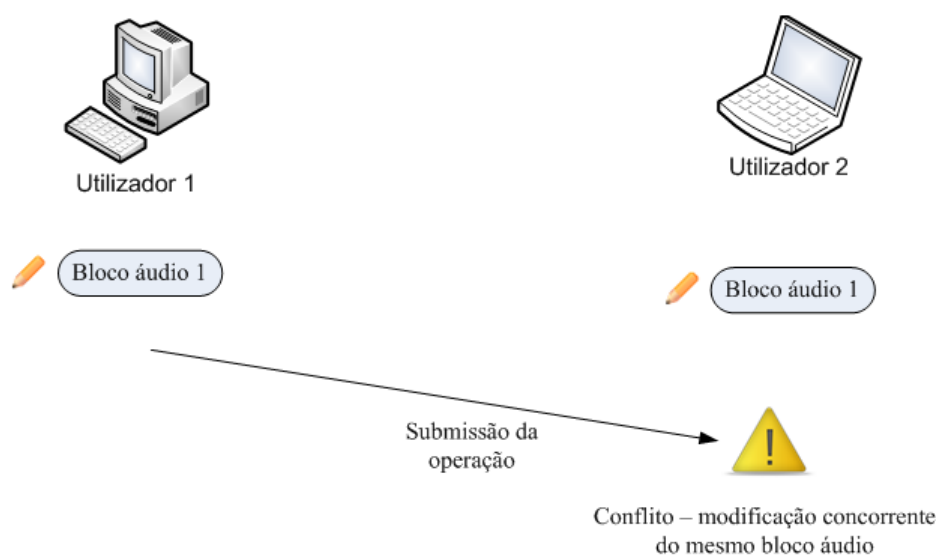 Utilizador 1
Utilizador 2
Bloco áudio 1
Bloco áudio 1
Submissão da
operação
Conflito – modificação concorrente
do mesmo bloco áudio